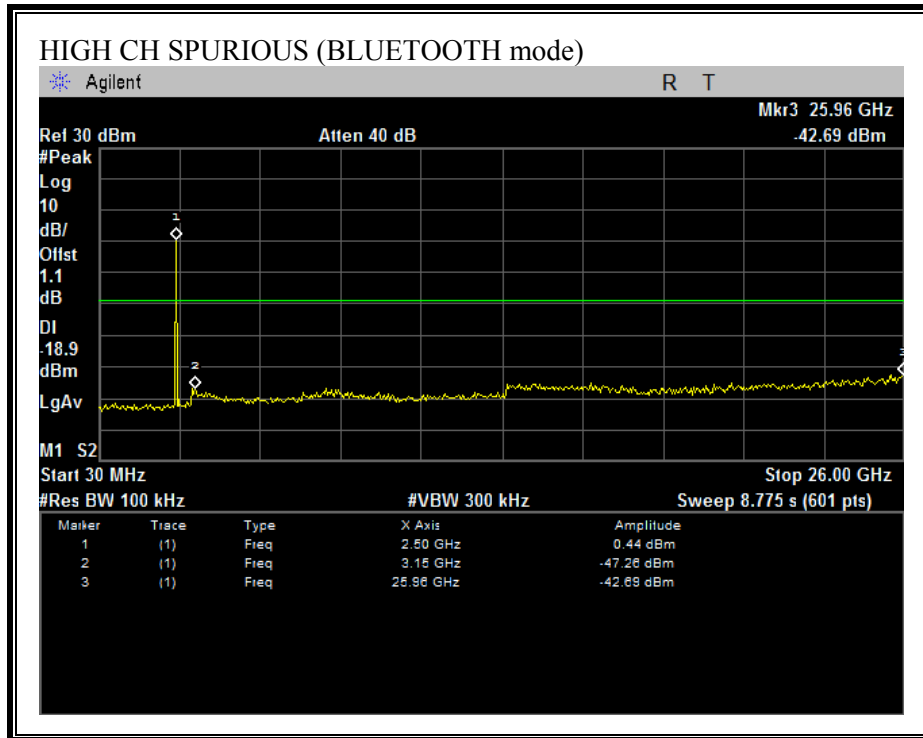 HIGH CH SPURIOUS (BLUETOOTH mode)
Agilent R T
Mkr3 25.96 GHz
Ref 30 dBm Atten 40 dB -42.69 dBm
#Peak
Log
10
dB/
Offst
1.1
dB
DI
-18.9
dBm
LgAv
M1 S2
1
2
3
Start 30 MHz Stop 26.00 GHz
#Res BW 100 kHz #VBW 300 kHz Sweep 8.775 s (601 pts)
Marker Trace Type X Axis Amplitude
1 (1) Freq 2.50 GHz 0.44 dBm
2 (1) Freq 3.15 GHz -47.26 dBm
3 (1) Freq 25.96 GHz -42.69 dBm